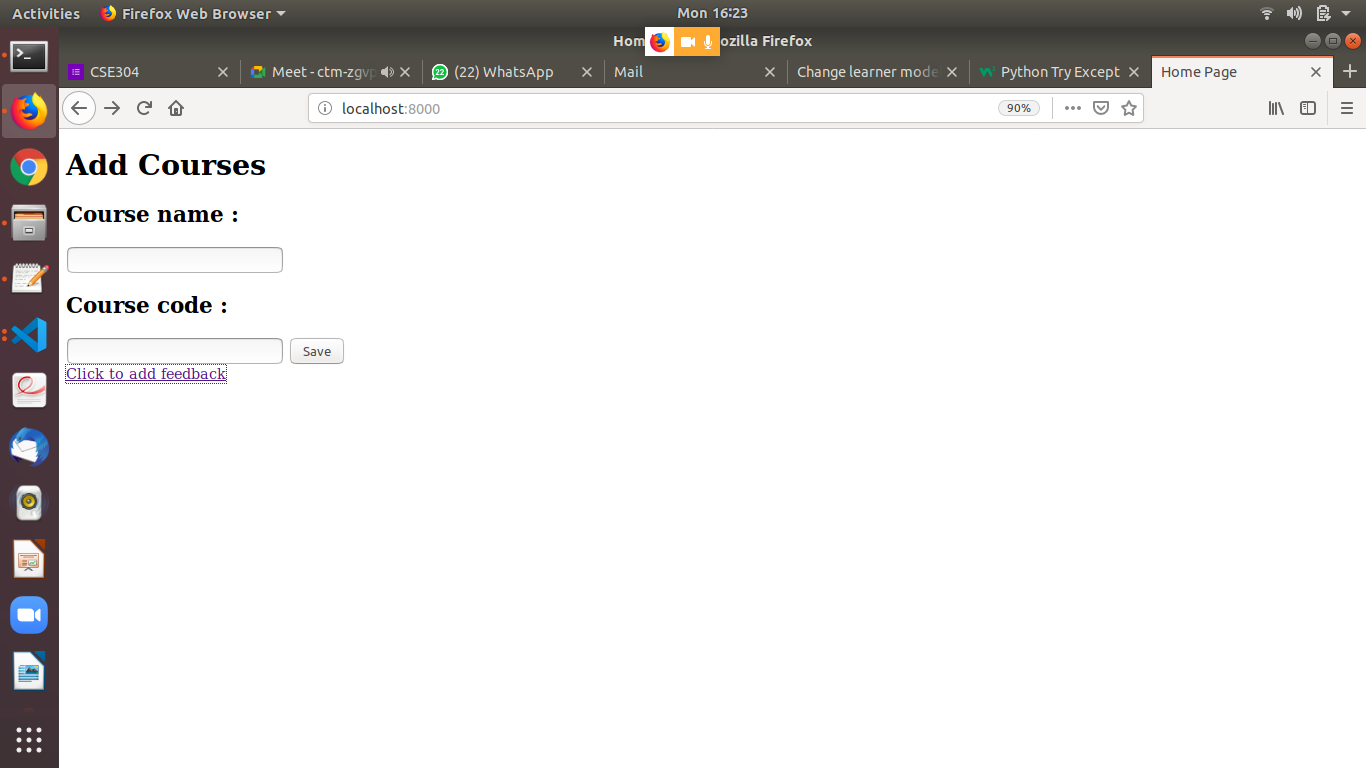 Activities Firefox Web Browser Mon 16:23
Hom ozilla Firefox
CSE304 Meet - ctm-zgvp 22 (22) WhatsApp Mail Change learner mode Python Try Except Home Page
localhost:8000 90%
Add Courses
Course name :
Course code :
Save
Click to add feedback